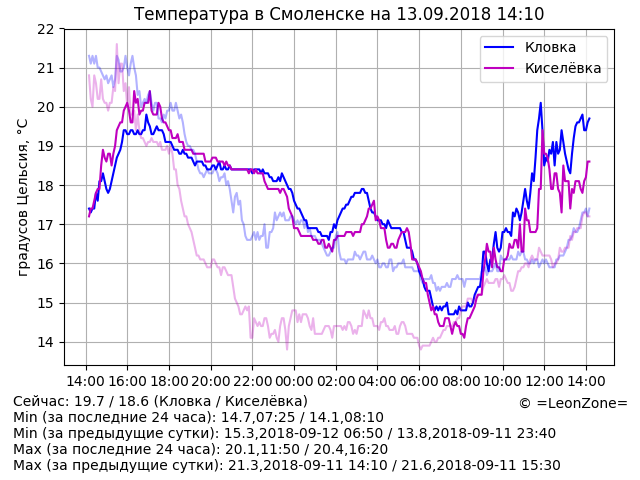 Температура в Смоленске на 13.09.2018 14:10
Кловка
Киселёвка
градусов Цельсия, °C
22
21
20
19
18
17
16
15
14
14:00 16:00 18:00 20:00 22:00 00:00 02:00 04:00 06:00 08:00 10:00 12:00 14:00
Сейчас: 19.7 / 18.6 (Кловка / Киселёвка)
© =LeonZone=
Min (за последние 24 часа): 14.7,07:25 / 14.1,08:10
Min (за предыдущие сутки): 15.3,2018-09-12 06:50 / 13.8,2018-09-11 23:40
Max (за последние 24 часа): 20.1,11:50 / 20.4,16:20
Max (за предыдущие сутки): 21.3,2018-09-11 14:10 / 21.6,2018-09-11 15:30